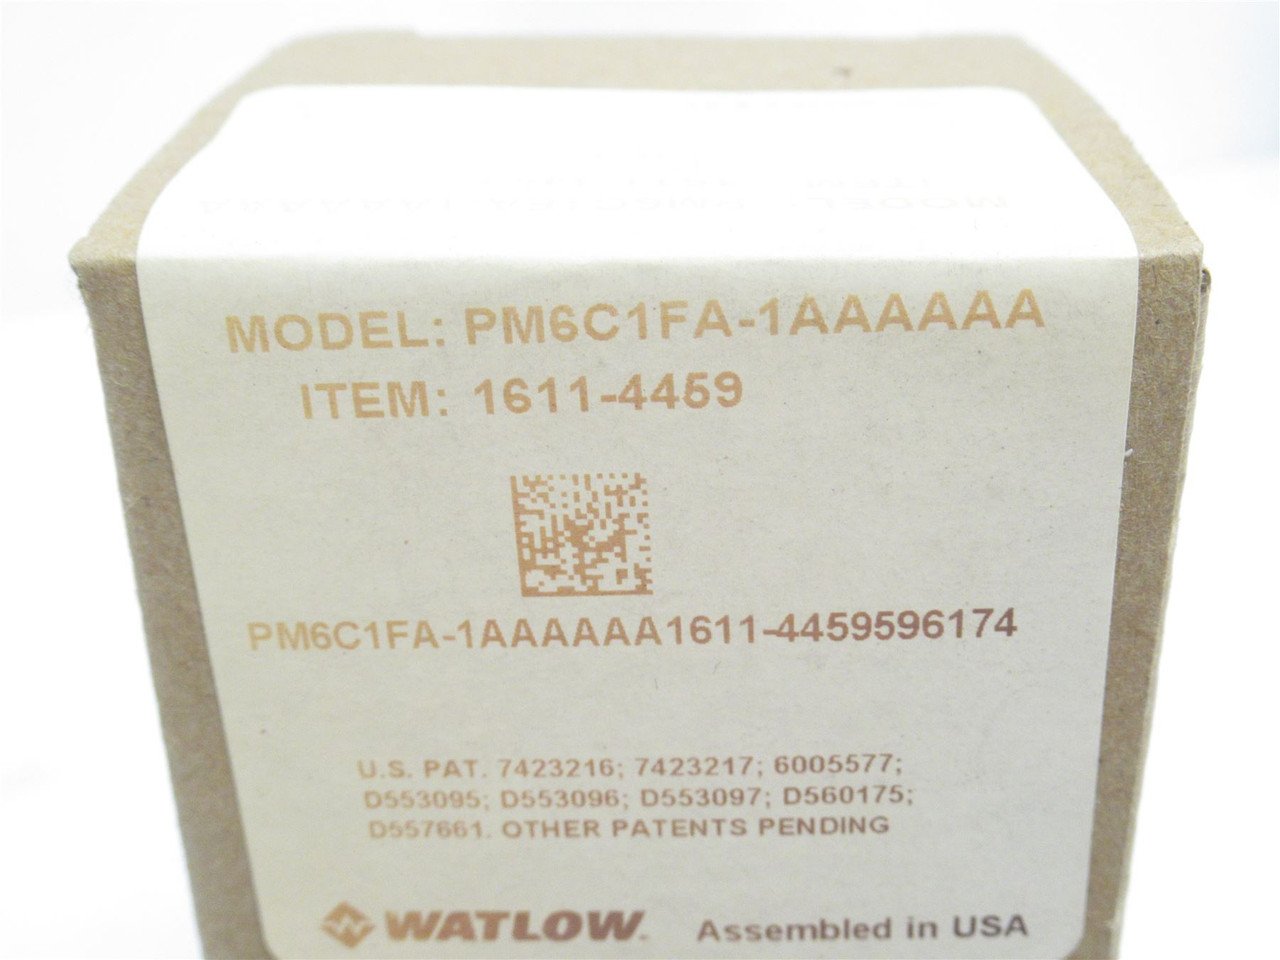 MODEL: PM6C1FA-1AAAAAA
ITEM: 1611-4459
PM6C1FA-1AAAAAA1611-4459596174
U.S. PAT. 7423216; 7423217; 6005577;
D553095; D553096; D553097; D560175;
D557661. OTHER PATENTS PENDING
WATLOW. Assembled in USA